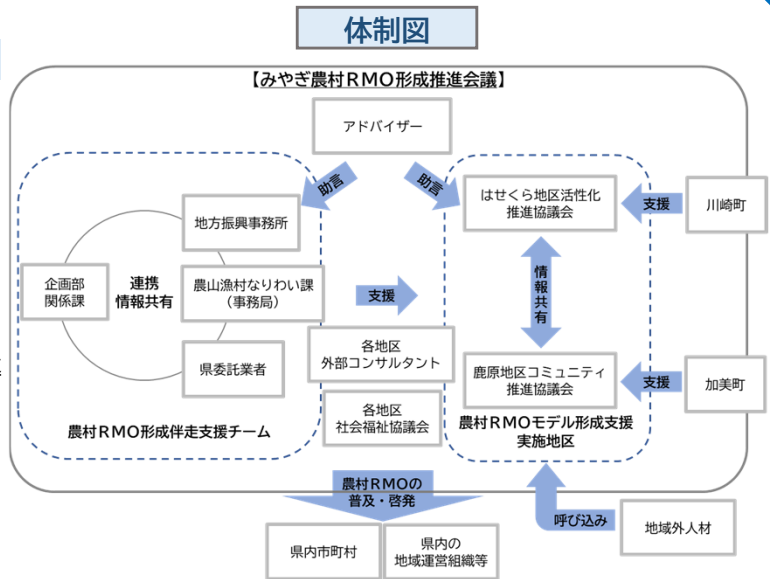 体制図
【みやぎ農村RMO形成推進会議】
アドバイザー
助言
助言
地方振興事務所
はせくら地区活性化
推進協議会
支援
川崎町
企画部
関係課
連携
情報共有
農山漁村なりわい課
（事務局）
支援
情報共有
県委託業者
各地区
外部コンサルタント
鹿原地区コミュニティ
推進協議会
支援
加美町
各地区
社会福祉協議会
農村RMO形成伴走支援チーム
農村RMOモデル形成支援
実施地区
農村RMOの
普及・啓発
呼び込み
地域外人材
県内市町村
県内の
地域運営組織等